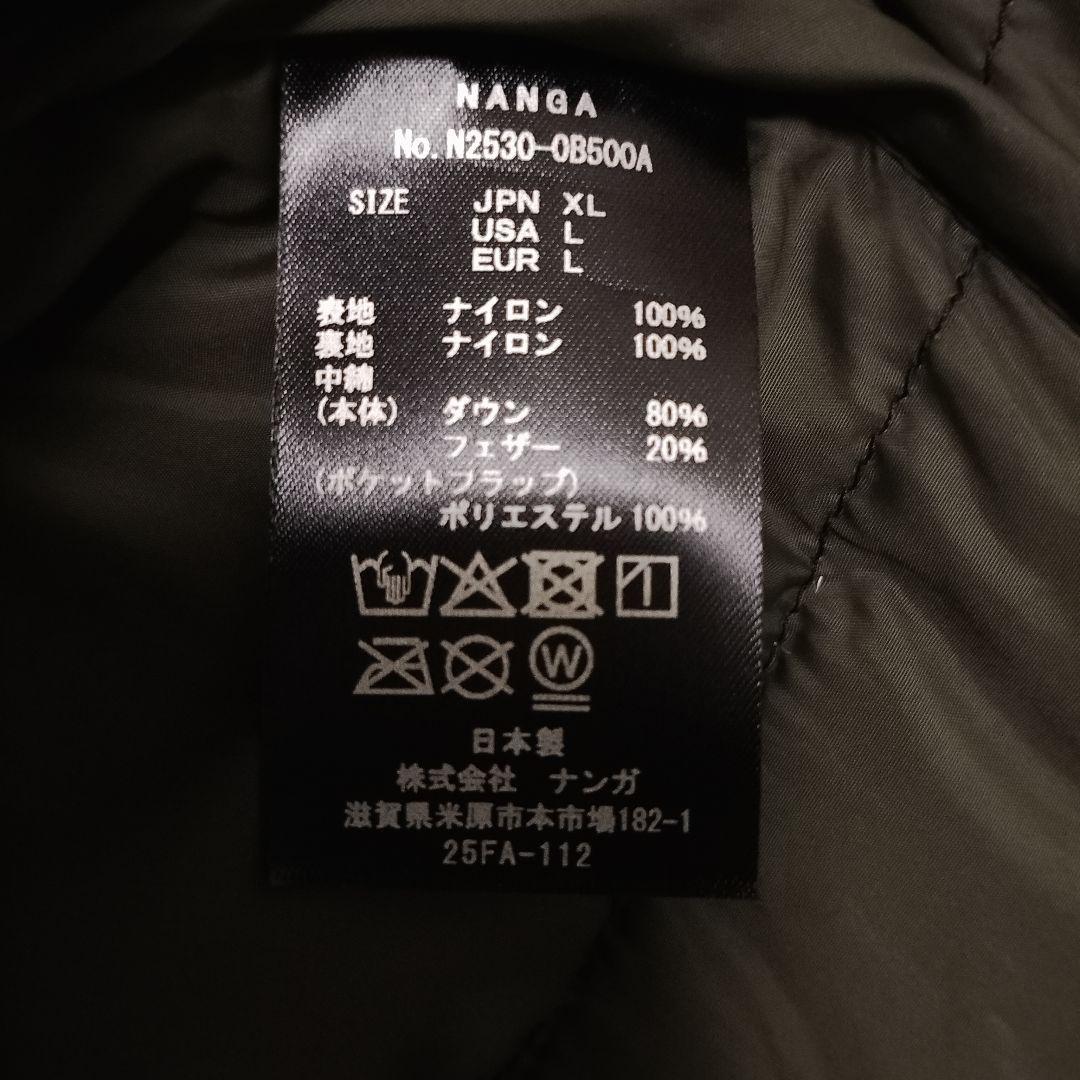 NANGA
No. N2530-0B500A
SIZE JPN XL
USA L
EUR L
表地 ナイロン 100%
裏地 ナイロン 100%
中綿
(本体) ダウン 80%
フェザー 20%
(ポケットフラップ)
ポリエステル 100%
W
日本製
株式会社 ナンガ
滋賀県米原市本市場182-1
25FA-112